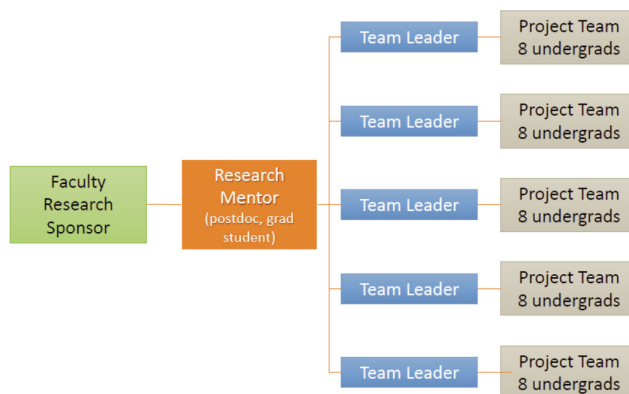 Team Leader
Project Team
8 undergrads
Team Leader
Project Team
8 undergrads
Faculty
Research
Sponsor
Research
Mentor
(postdoc, grad
student)
Team Leader
Project Team
8 undergrads
Team Leader
Project Team
8 undergrads
Team Leader
Project Team
8 undergrads